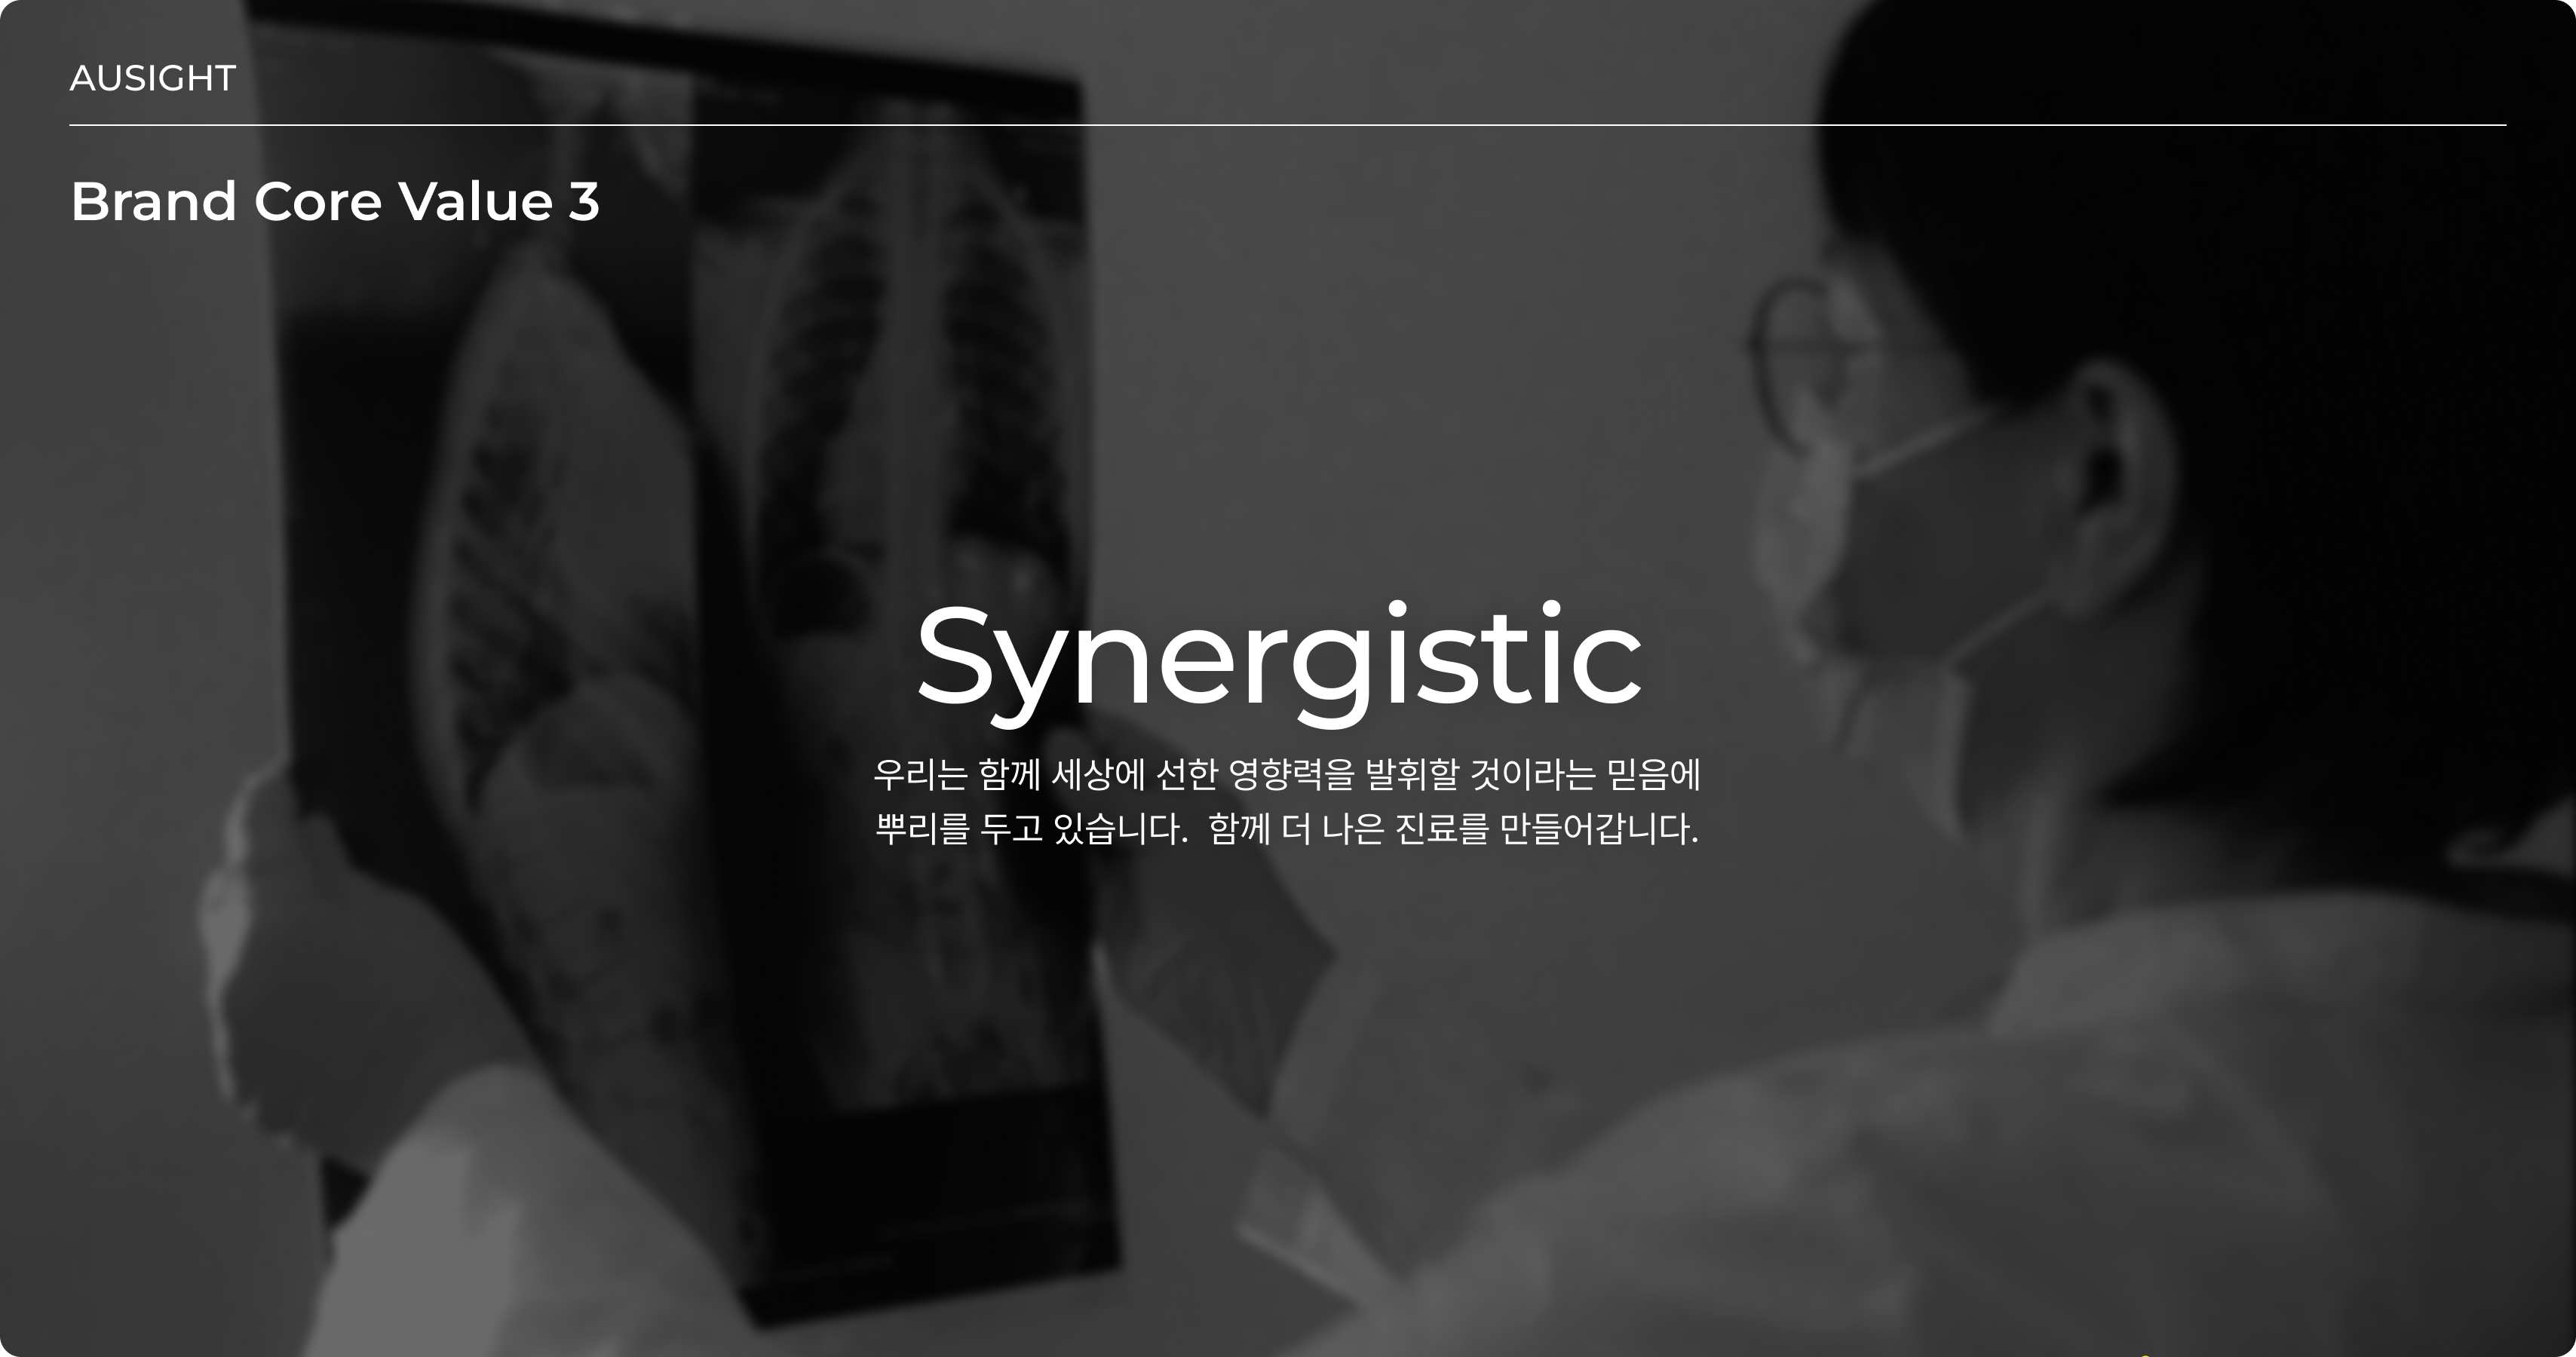 AUSIGHT
Brand Core Value 3
Synergistic
우리는 함께 세상에 선한 영향력을 발휘할 것이라는 믿음에
뿌리를 두고 있습니다.  함께 더 나은 진료를 만들어갑니다.